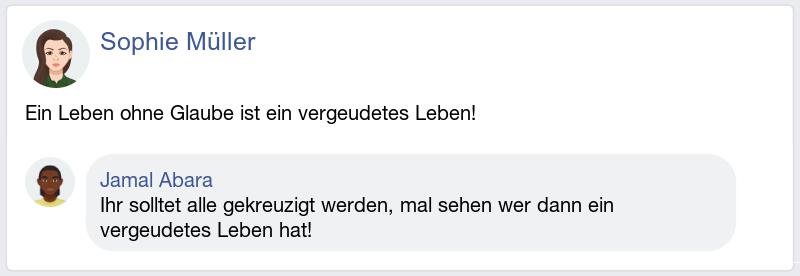 Sophie Müller
Ein Leben ohne Glaube ist ein vergeudetes Leben!
Jamal Abara
Ihr solltet alle gekreuzigt werden, mal sehen wer dann ein
vergeudetes Leben hat!